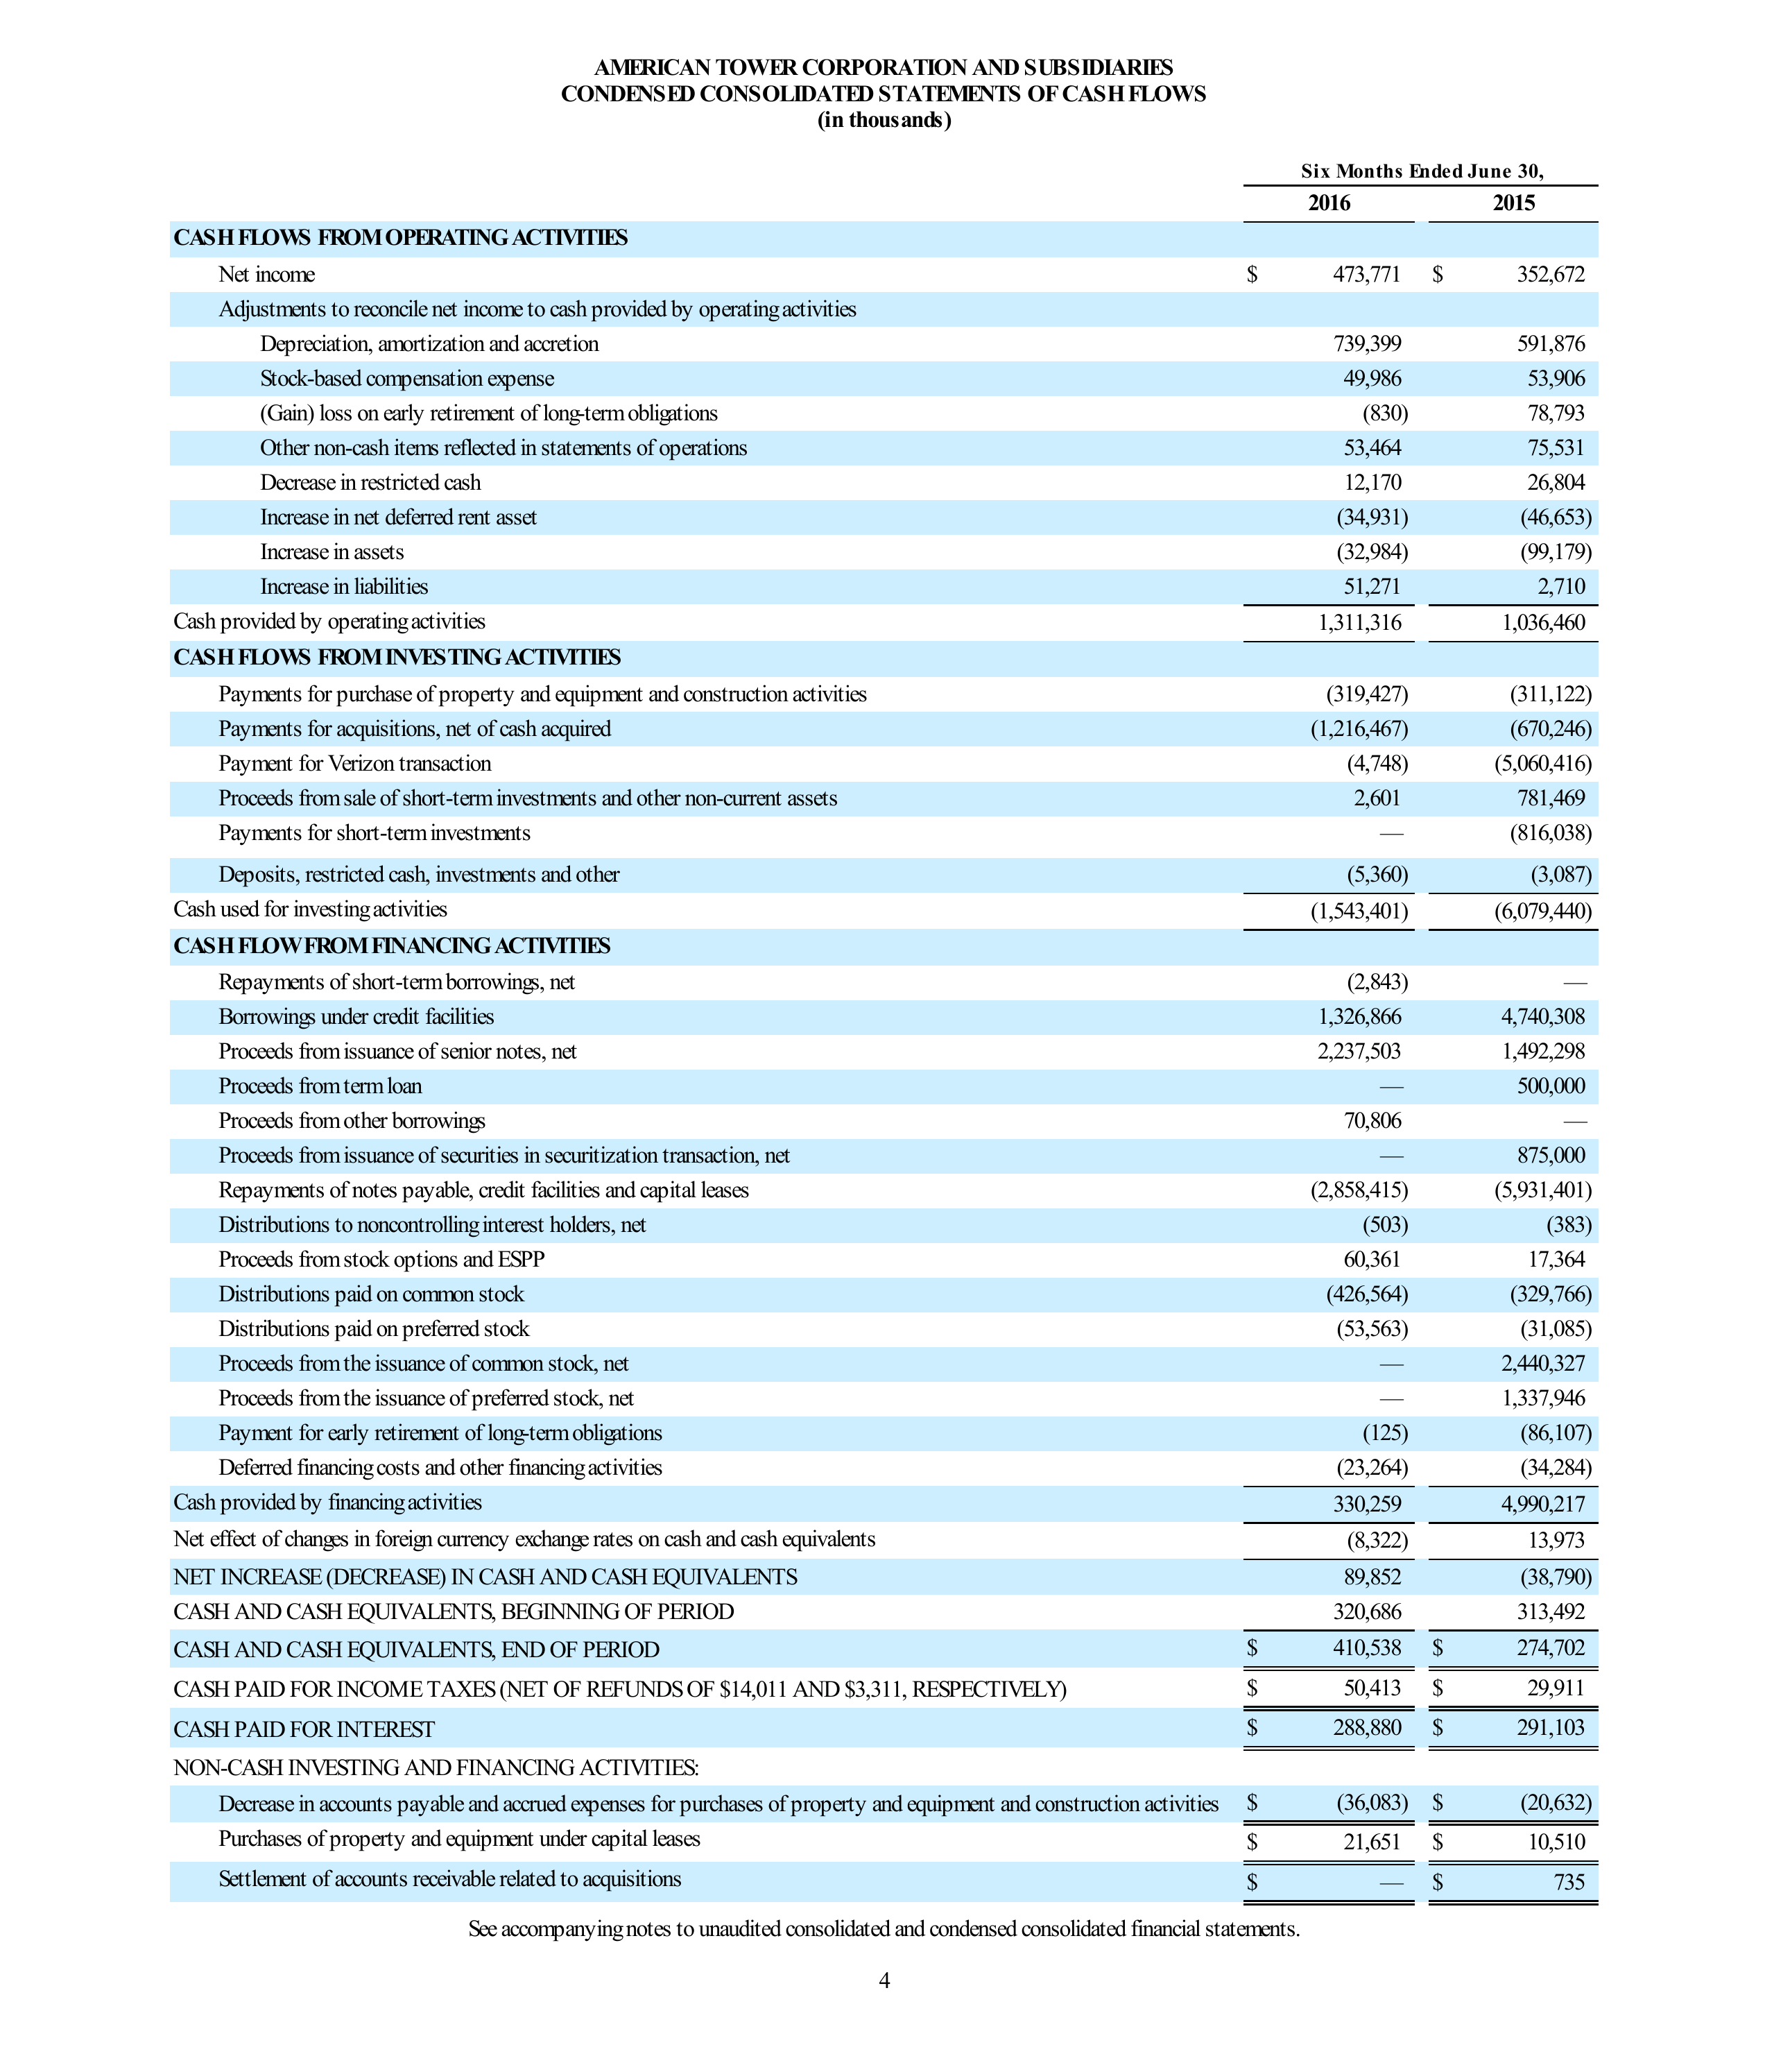 AMERICAN TOWER CORPORATION AND SUBSIDIARIES
CONDENSED CONSOLIDATED STATEMENTS OF CASH FLOWS
(in thousands)
Six Months Ended June 30,
2016 2015
CASH FLOWS FROM OPERATING ACTIVITIES
Net income $ 473,771 $ 352,672
Adjustments to reconcile net income to cash provided by operating activities
Depreciation, amortization and accretion 739,399 591,876
Stock-based compensation expense 49,986 53,906
(Gain) loss on early retirement of long-term obligations (830) 78,793
Other non-cash items reflected in statements of operations 53,464 75,531
Decrease in restricted cash 12,170 26,804
Increase in net deferred rent asset (34,931) (46,653)
Increase in assets (32,984) (99,179)
Increase in liabilities 51,271 2,710
Cash provided by operating activities 1,311,316 1,036,460
CASH FLOWS FROM INVESTING ACTIVITIES
Payments for purchase of property and equipment and construction activities (319,427) (311,122)
Payments for acquisitions, net of cash acquired (1,216,467) (670,246)
Payment for Verizon transaction (4,748) (5,060,416)
Proceeds from sale of short-term investments and other non-current assets 2,601 781,469
Payments for short-term investments — (816,038)
Deposits, restricted cash, investments and other (5,360) (3,087)
Cash used for investing activities (1,543,401) (6,079,440)
CASH FLOW FROM FINANCING ACTIVITIES
Repayments of short-term borrowings, net (2,843) —
Borrowings under credit facilities 1,326,866 4,740,308
Proceeds from issuance of senior notes, net 2,237,503 1,492,298
Proceeds from term loan — 500,000
Proceeds from other borrowings 70,806 —
Proceeds from issuance of securities in securitization transaction, net — 875,000
Repayments of notes payable, credit facilities and capital leases (2,858,415) (5,931,401)
Distributions to noncontrolling interest holders, net (503) (383)
Proceeds from stock options and ESPP 60,361 17,364
Distributions paid on common stock (426,564) (329,766)
Distributions paid on preferred stock (53,563) (31,085)
Proceeds from the issuance of common stock, net — 2,440,327
Proceeds from the issuance of preferred stock, net — 1,337,946
Payment for early retirement of long-term obligations (125) (86,107)
Deferred financing costs and other financing activities (23,264) (34,284)
Cash provided by financing activities 330,259 4,990,217
Net effect of changes in foreign currency exchange rates on cash and cash equivalents (8,322) 13,973
NET INCREASE (DECREASE) IN CASH AND CASH EQUIVALENTS 89,852 (38,790)
CASH AND CASH EQUIVALENTS, BEGINNING OF PERIOD 320,686 313,492
CASH AND CASH EQUIVALENTS, END OF PERIOD $ 410,538 $ 274,702
CASH PAID FOR INCOME TAXES (NET OF REFUNDS OF $14,011 AND $3,311, RESPECTIVELY) $ 50,413 $ 29,911
CASH PAID FOR INTEREST $ 288,880 $ 291,103
NON-CASH INVESTING AND FINANCING ACTIVITIES:
Decrease in accounts payable and accrued expenses for purchases of property and equipment and construction activities $ (36,083) $ (20,632)
Purchases of property and equipment under capital leases $ 21,651 $ 10,510
Settlement of accounts receivable related to acquisitions $ — $ 735
See accompanying notes to unaudited consolidated and condensed consolidated financial statements.
4